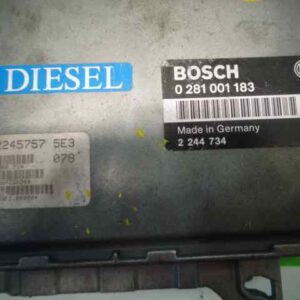 DIESEL
BOSCH
0 281 001 183
Made in Germany
2 244 734
2245757 5E3
078